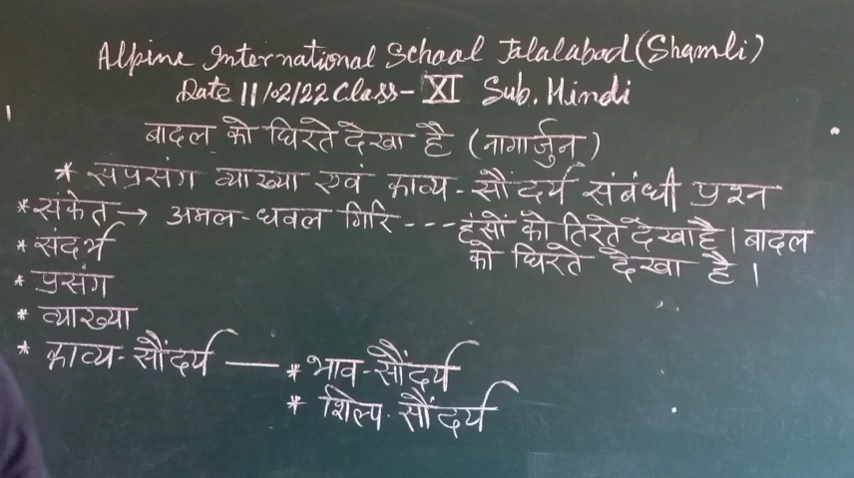 Alpine International School Jalalabad (Shamli)
Date 11/02/22 Class- XI Sub. Hindi
बादल को घिरते देखा है (नागार्जुन)
* सप्रसंग व्याख्या एवं काव्य-सौंदर्य संबंधी प्रश्न
* संकेत → अमल-धवल गिरि --- हंसों को तिरते देखा है। बादल
को घिरते देखा है।
* संदर्भ
* प्रसंग
* व्याख्या
* काव्य-सौंदर्य — * भाव-सौंदर्य
* शिल्प-सौंदर्य